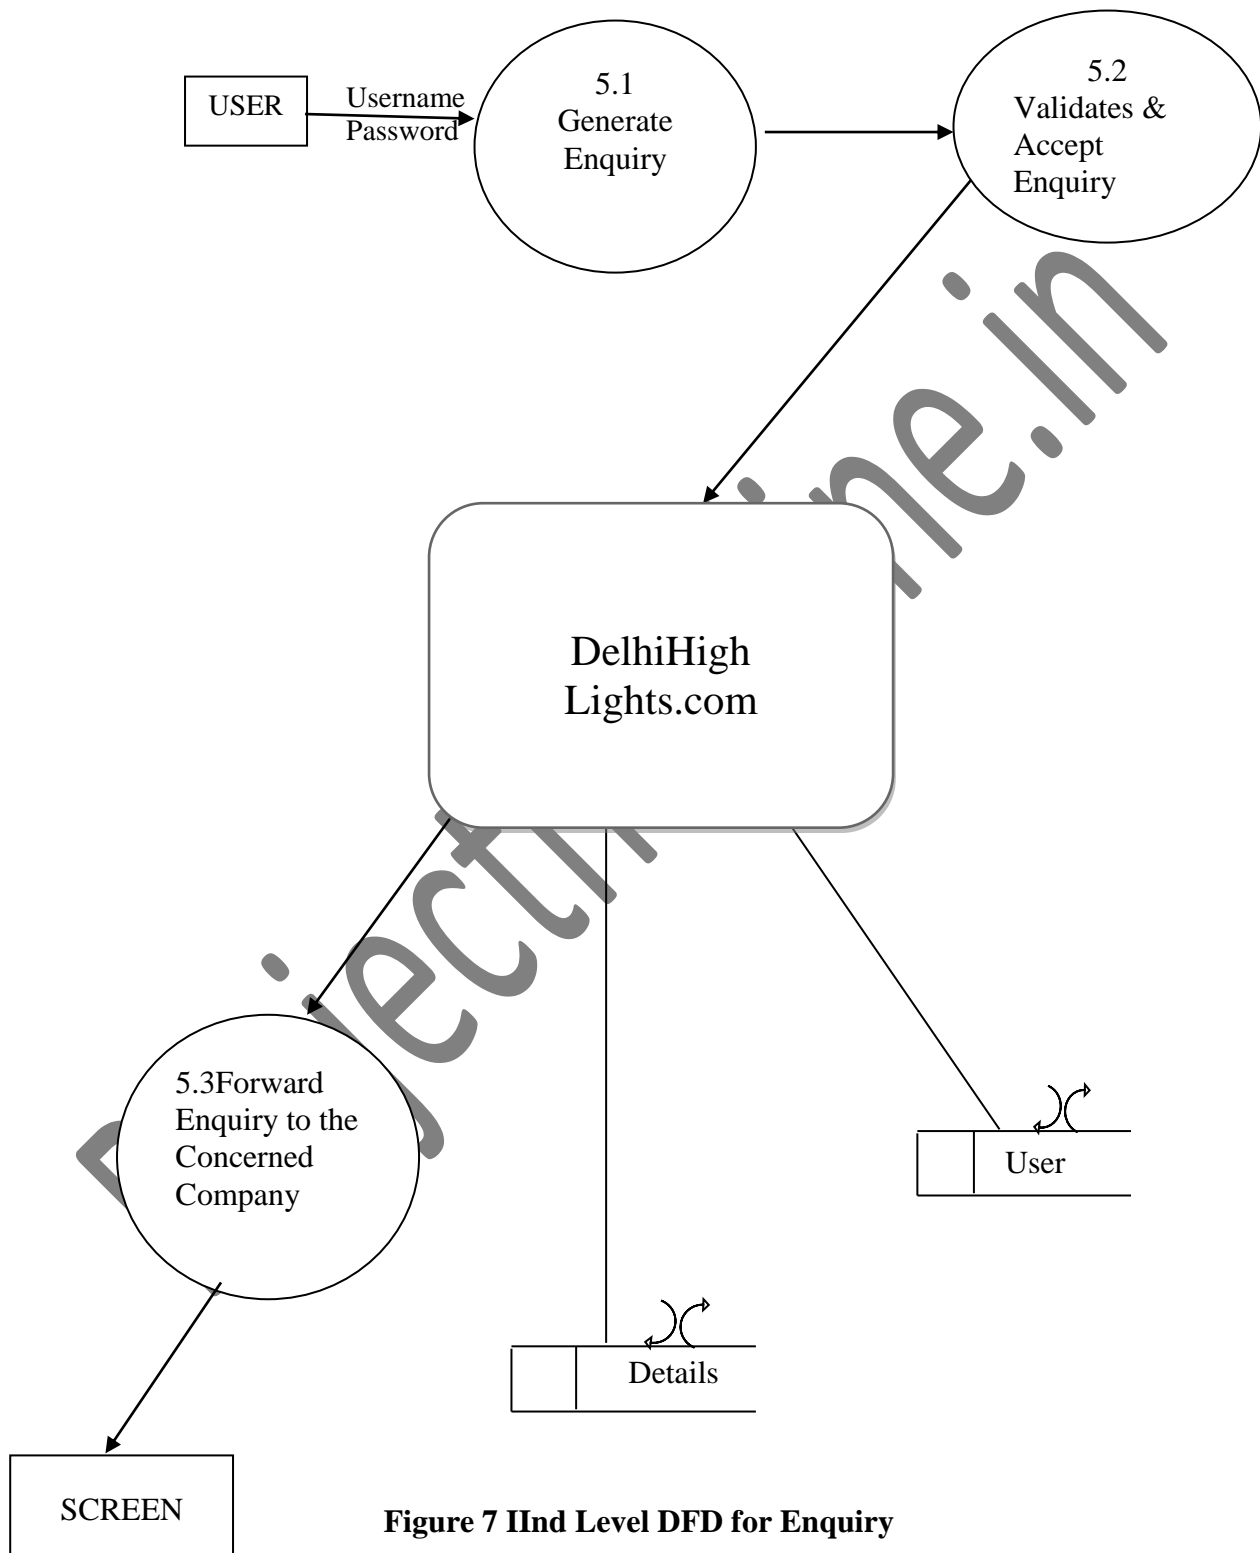 USER
Username
Password
5.1
Generate
Enquiry
5.2
Validates &
Accept
Enquiry
DelhiHigh
Lights.com
5.3Forward
Enquiry to the
Concerned
Company
User
Details
SCREEN
Figure 7 IInd Level DFD for Enquiry